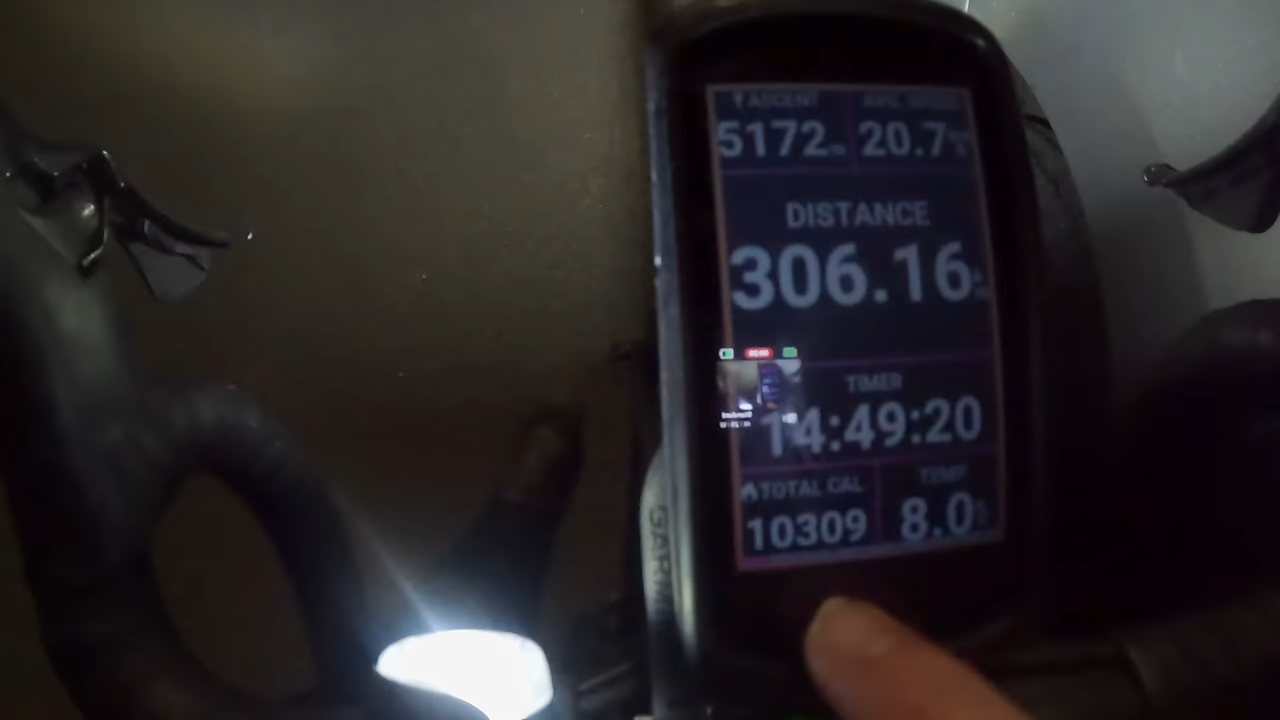 ASCENT AVG. SPEED
5172m 20.7
DISTANCE
306.16
TIMER
14:49:20
TOTAL CAL TEMP
10309 8.0
GARMIN